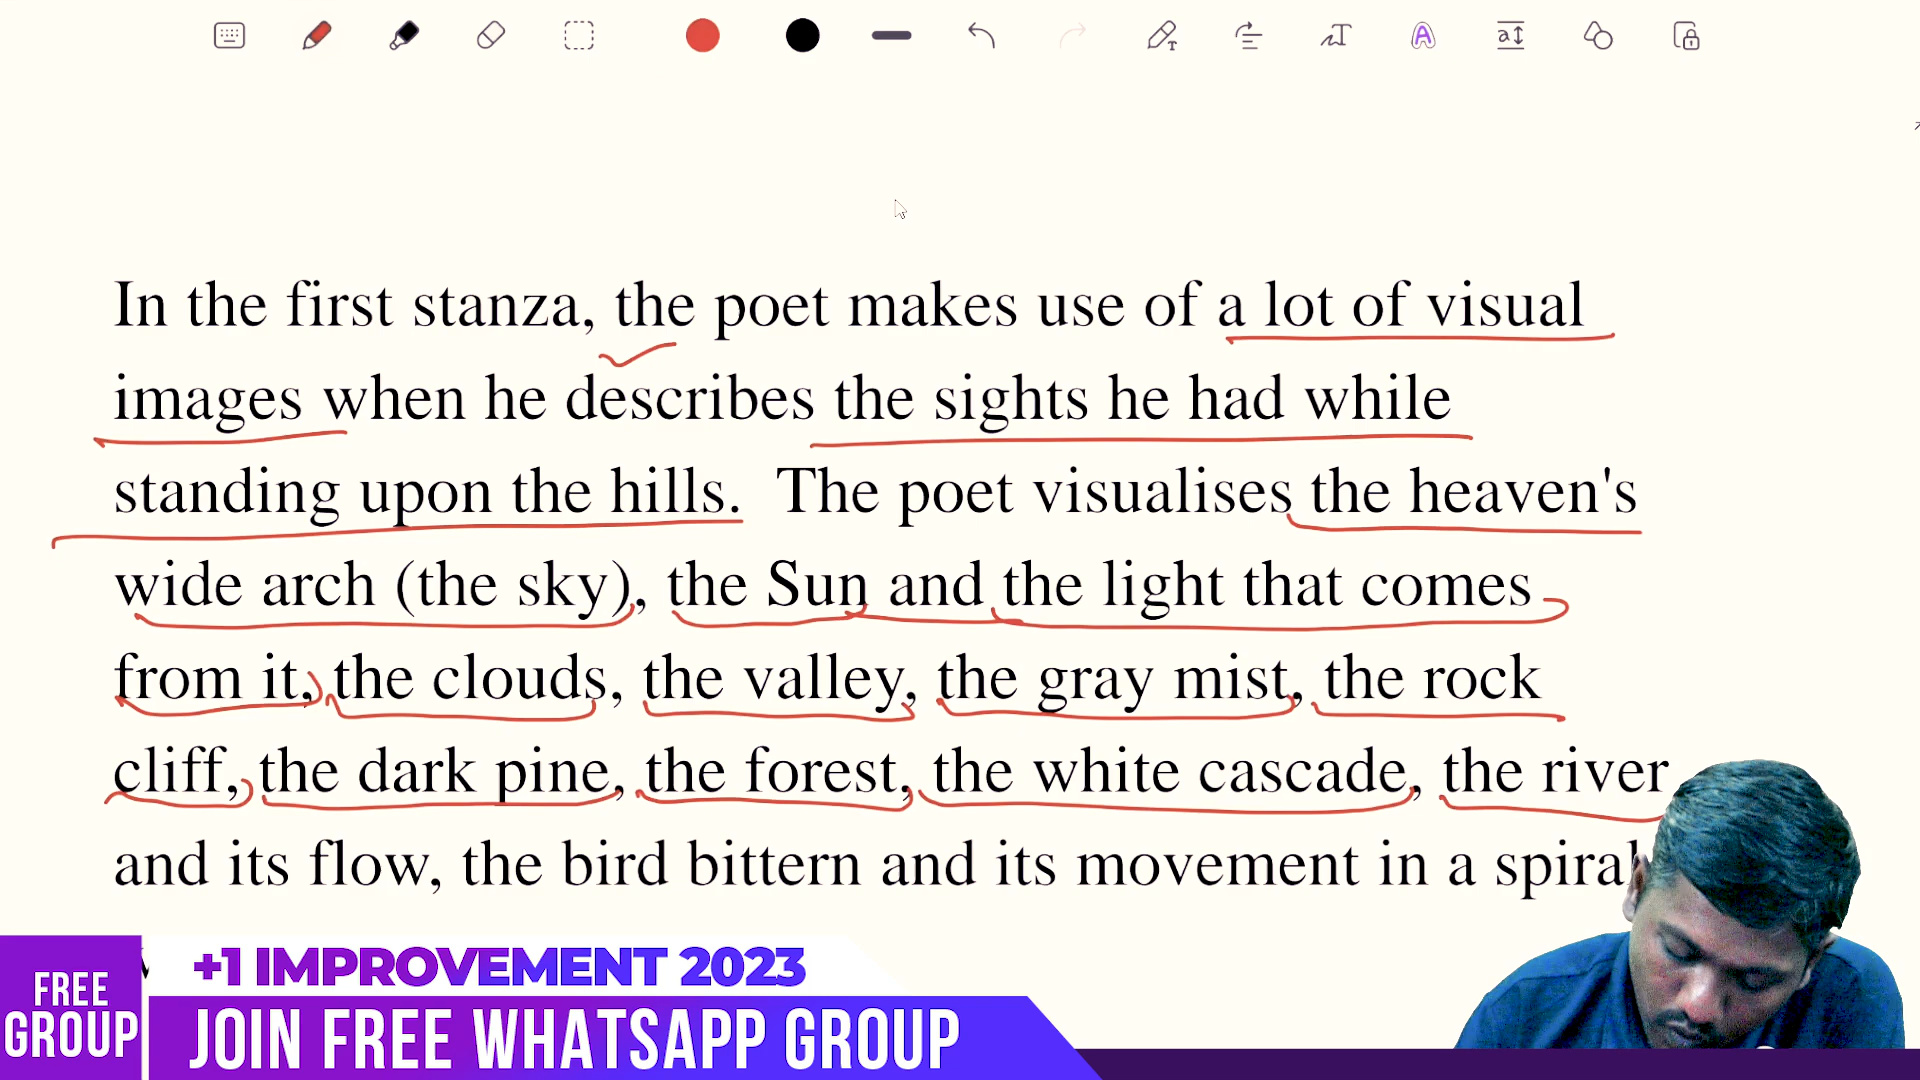 In the first stanza, the poet makes use of a lot of visual
images when he describes the sights he had while
standing upon the hills. The poet visualises the heaven's
wide arch (the sky), the Sun and the light that comes
from it, the clouds, the valley, the gray mist, the rock
cliff, the dark pine, the forest, the white cascade, the river
and its flow, the bird bittern and its movement in a spiral
FREE
GROUP
+1 IMPROVEMENT 2023
JOIN FREE WHATSAPP GROUP